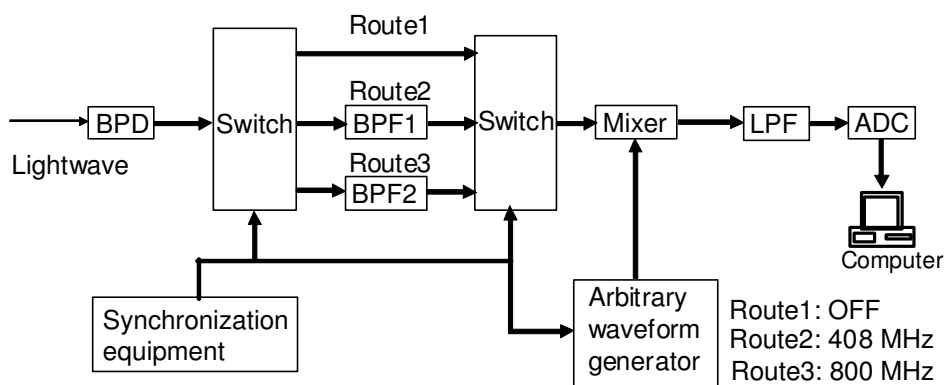 Route1
Route2
Route3
Lightwave
BPD
Switch
BPF1
BPF2
Switch
Mixer
LPF
ADC
Computer
Synchronization
equipment
Arbitrary
waveform
generator
Route1: OFF
Route2: 408 MHz
Route3: 800 MHz